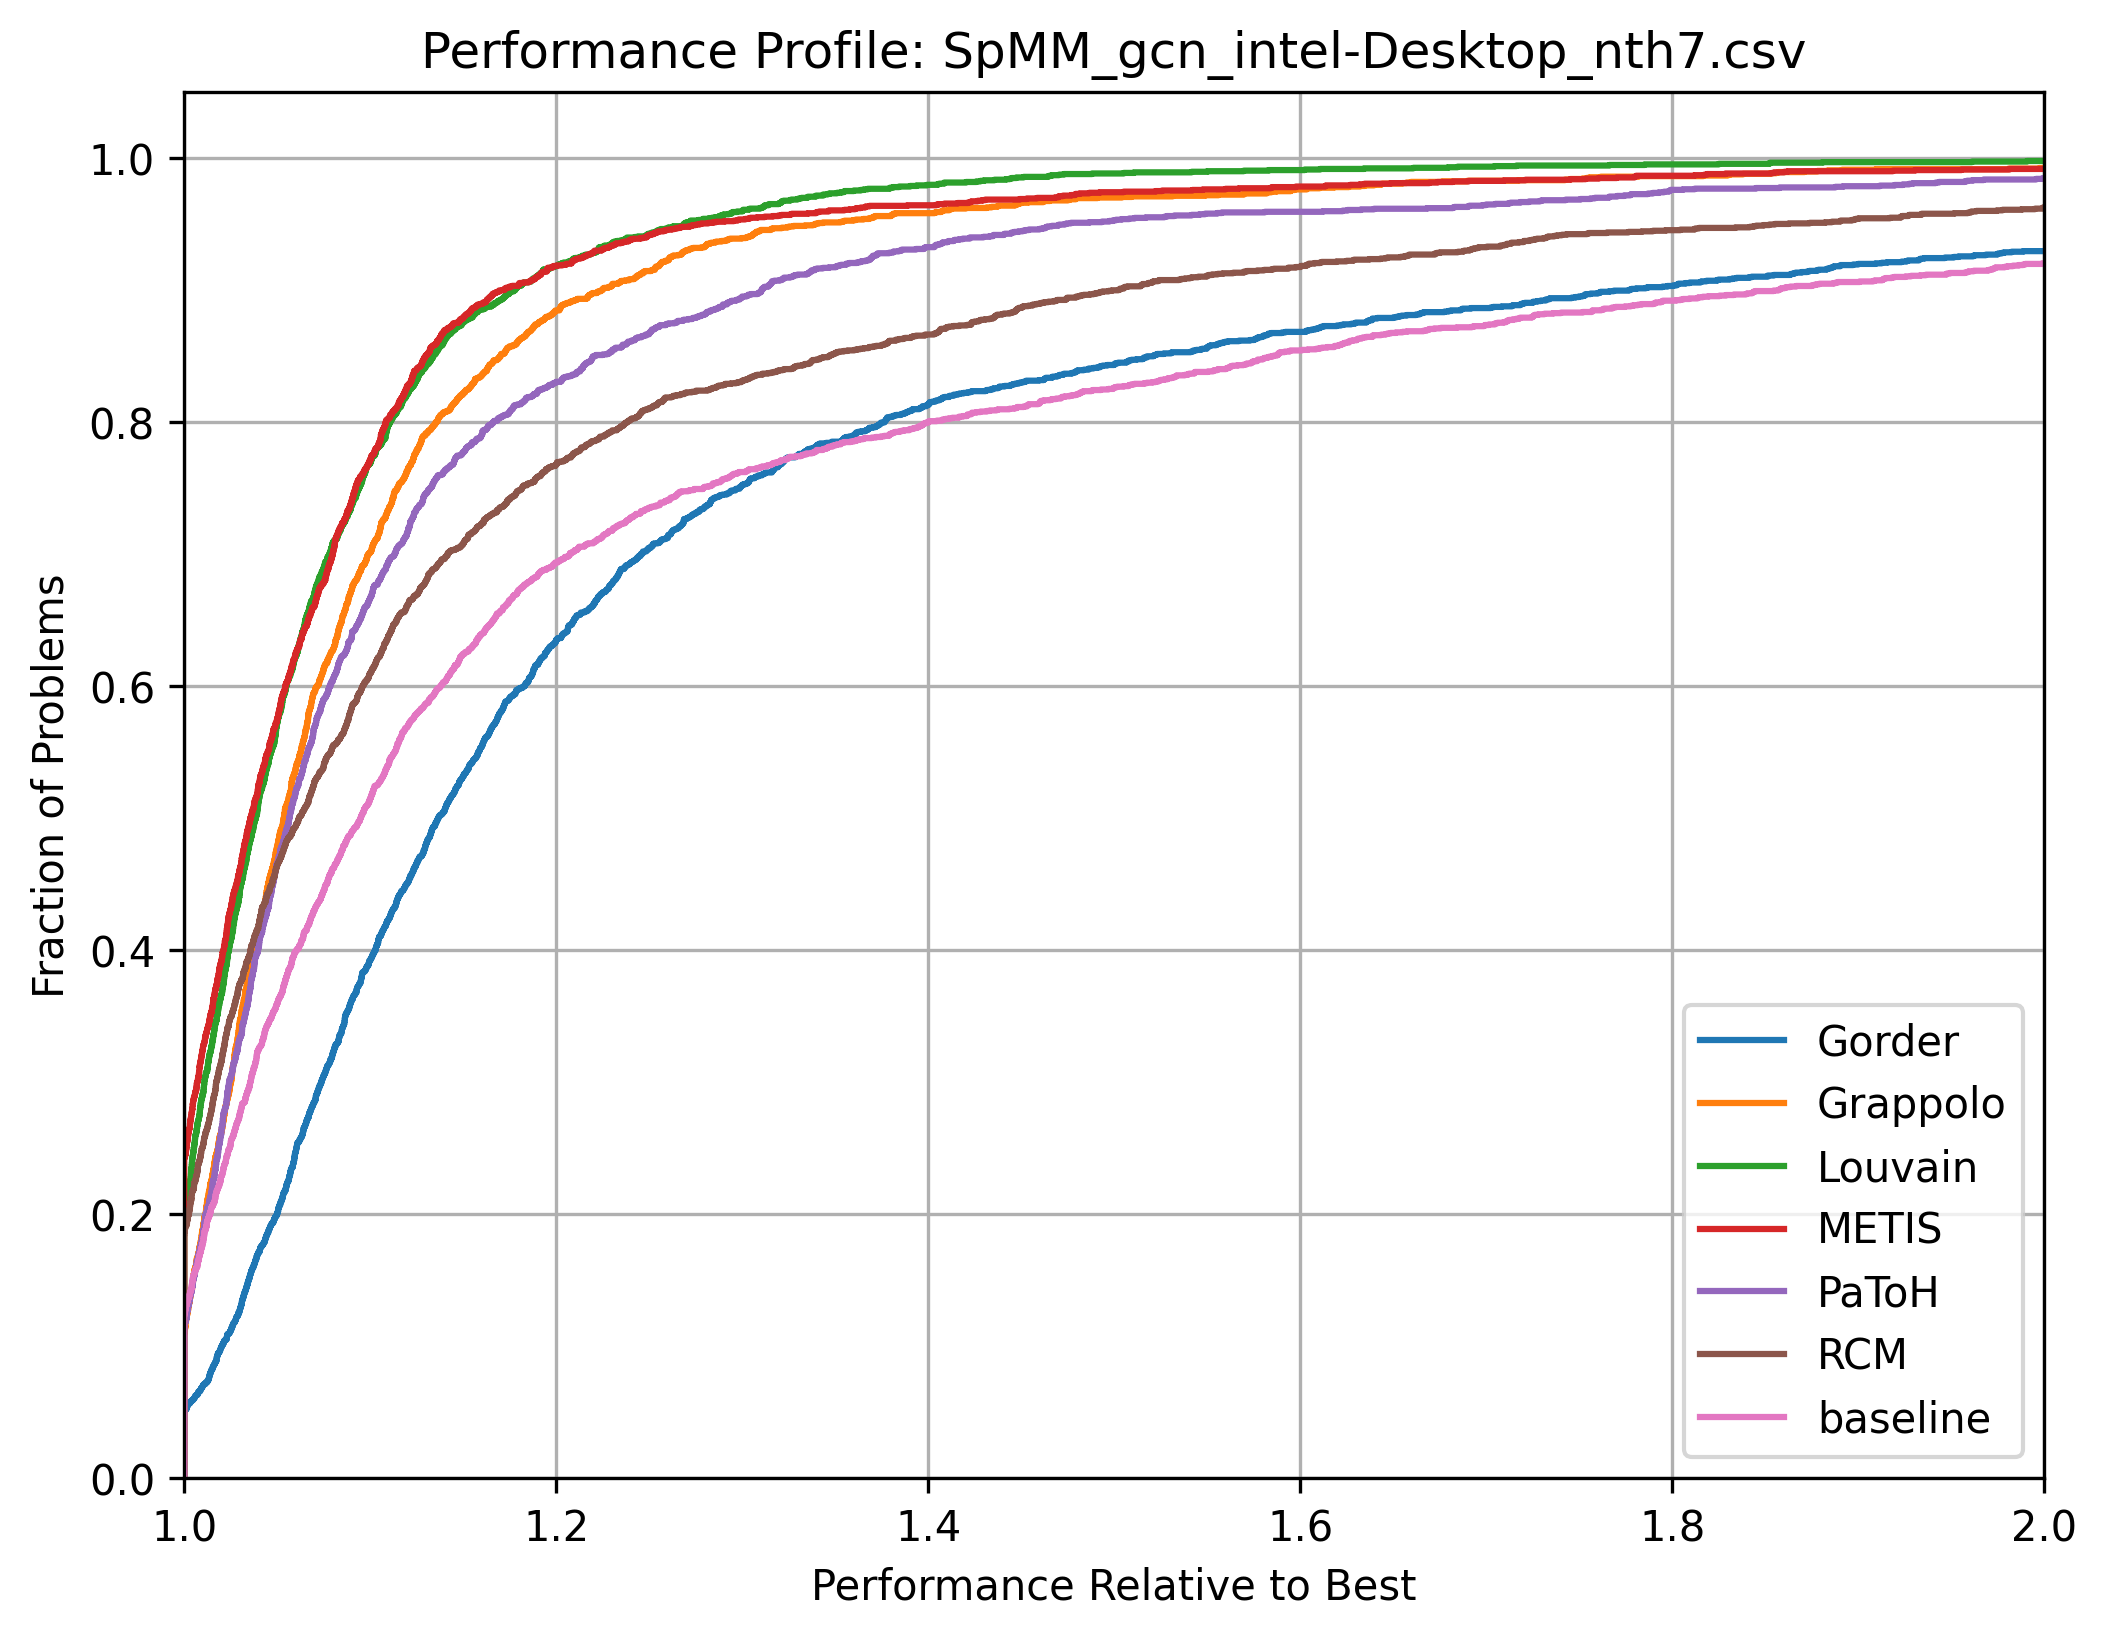 Performance Profile: SpMM_gcn_intel-Desktop_nth7.csv
Fraction of Problems
1.0
0.8
0.6
0.4
0.2
0.0
Gorder
Grappolo
Louvain
METIS
PaToH
RCM
baseline
1.0 1.2 1.4 1.6 1.8 2.0
Performance Relative to Best